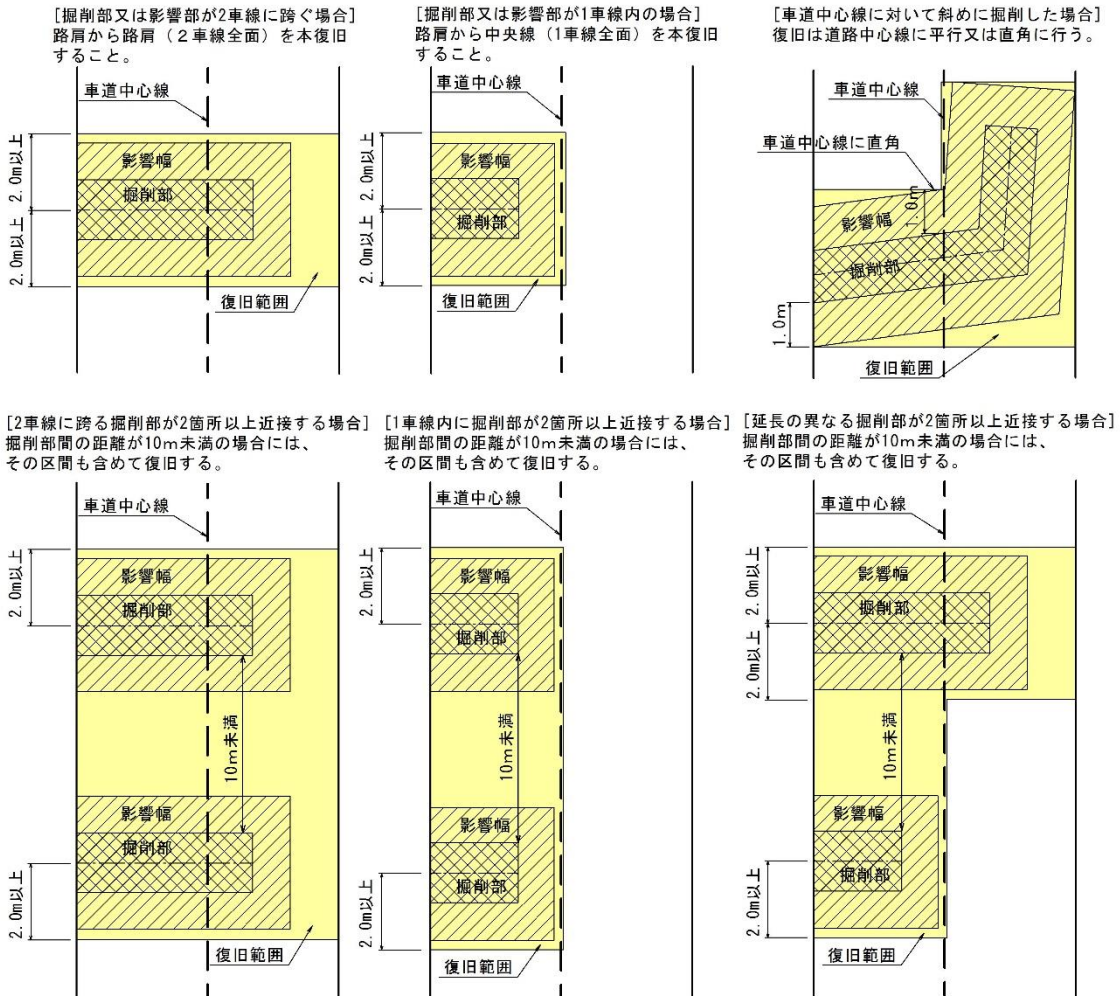 [掘削部又は影響部が2車線に跨ぐ場合]
路肩から路肩（２車線全面）を本復旧
すること。
車道中心線
2.0m以上
2.0m以上
影響幅
掘削部
復旧範囲
[掘削部又は影響部が1車線内の場合]
路肩から中央線（1車線全面）を本復旧
すること。
車道中心線
2.0m以上
2.0m以上
影響幅
掘削部
復旧範囲
[車道中心線に対いて斜めに掘削した場合]
復旧は道路中心線に平行又は直角に行う。
車道中心線
車道中心線に直角
1.0m
影響幅
掘削部
1.0m
復旧範囲
[2車線に跨る掘削部が2箇所以上近接する場合]
掘削部間の距離が10m未満の場合には、
その区間も含めて復旧する。
車道中心線
2.0m以上
影響幅
掘削部
10m未満
影響幅
掘削部
2.0m以上
復旧範囲
[1車線内に掘削部が2箇所以上近接する場合]
掘削部間の距離が10m未満の場合には、
その区間も含めて復旧する。
車道中心線
2.0m以上
影響幅
掘削部
10m未満
影響幅
掘削部
2.0m以上
復旧範囲
[延長の異なる掘削部が2箇所以上近接する場合]
掘削部間の距離が10m未満の場合には、
その区間も含めて復旧する。
車道中心線
2.0m以上
2.0m以上
影響幅
掘削部
10m未満
影響幅
掘削部
2.0m以上
復旧範囲